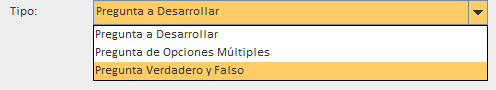 Tipo: Pregunta a Desarrollar
Pregunta a Desarrollar
Pregunta de Opciones Múltiples
Pregunta Verdadero y Falso